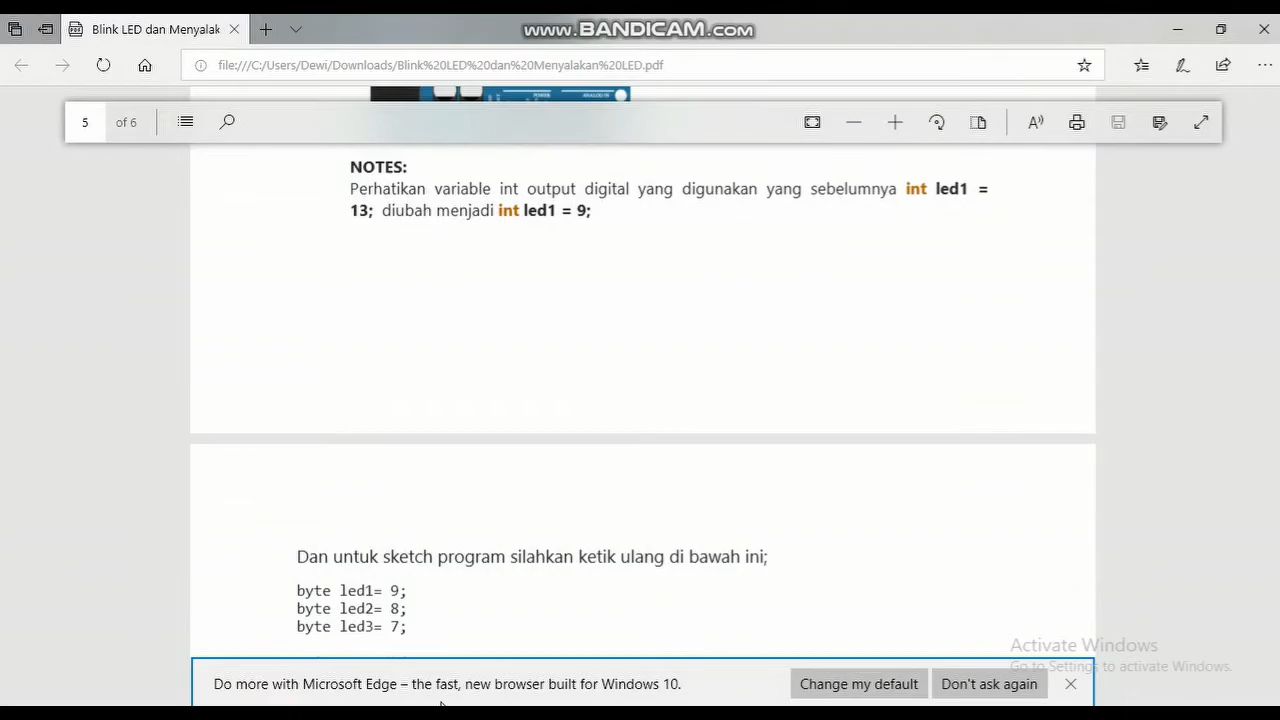 www.BANDICAM.com
Blink LED dan Menyalak
file:///C:/Users/Dewi/Downloads/Blink%20LED%20dan%20Menyalakan%20LED.pdf
POWER ANALOG IN
5 of 6
NOTES:
Perhatikan variable int output digital yang digunakan yang sebelumnya int led1 =
13; diubah menjadi int led1 = 9;
Dan untuk sketch program silahkan ketik ulang di bawah ini;
byte led1= 9;
byte led2= 8;
byte led3= 7;
Activate Windows
Go to Settings to activate Windows.
Do more with Microsoft Edge – the fast, new browser built for Windows 10.
Change my default
Don't ask again